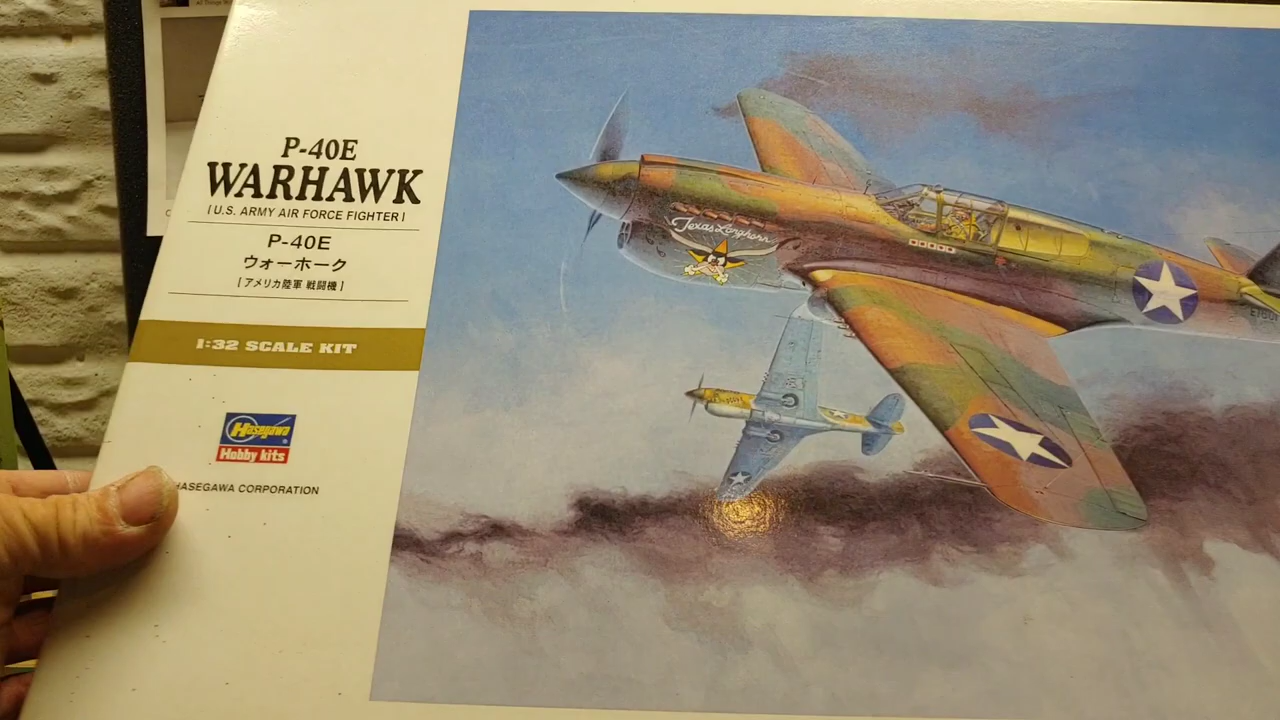 P-40E
WARHAWK
[U.S. ARMY AIR FORCE FIGHTER]
P-40E
ウォーホーク
[アメリカ陸軍 戦闘機]
1:32 SCALE KIT
Hasegawa
Hobby kits
HASEGAWA CORPORATION
Texas Longhorn